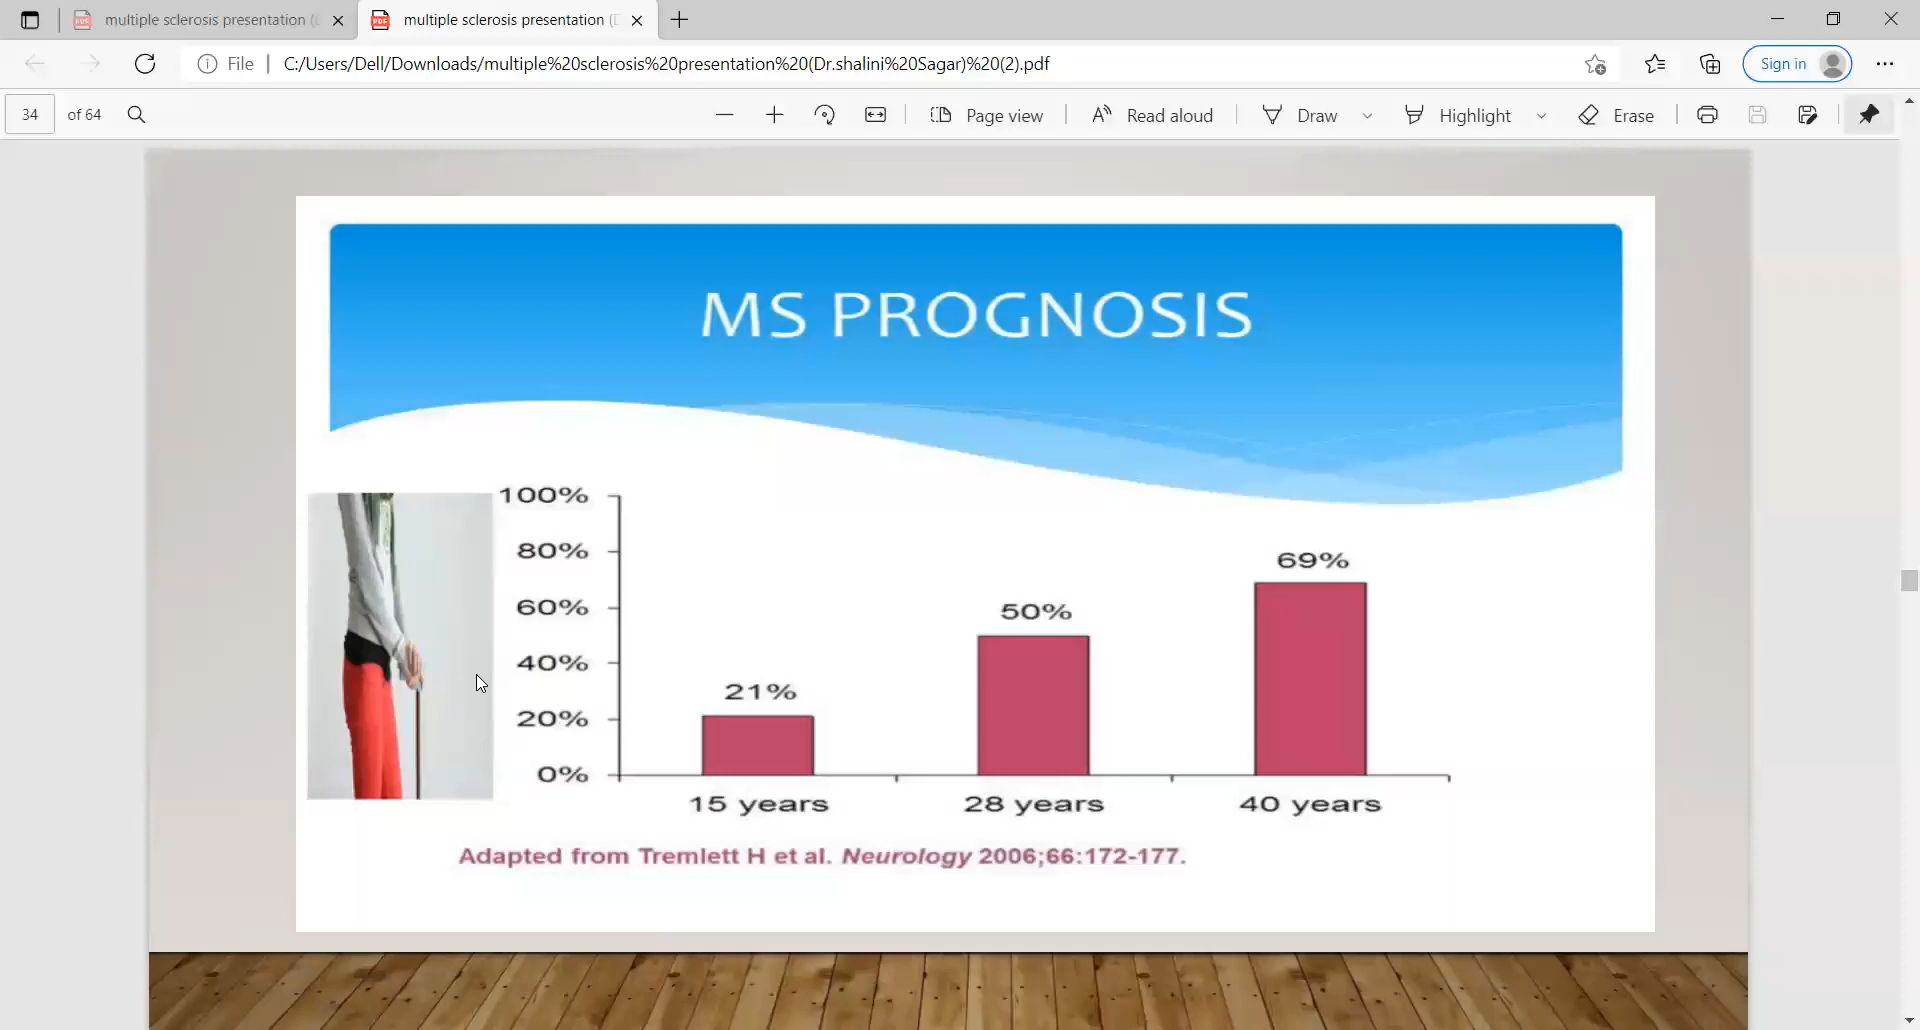 multiple sclerosis presentation (
multiple sclerosis presentation (
File
C:/Users/Dell/Downloads/multiple%20sclerosis%20presentation%20(Dr.shalini%20Sagar)%20(2).pdf
Sign in
34 of 64
Page view
Read aloud
Draw
Highlight
Erase
MS PROGNOSIS
100%
80%
60%
40%
20%
0%
21%
50%
69%
15 years
28 years
40 years
Adapted from Tremlett H et al. Neurology 2006;66:172-177.